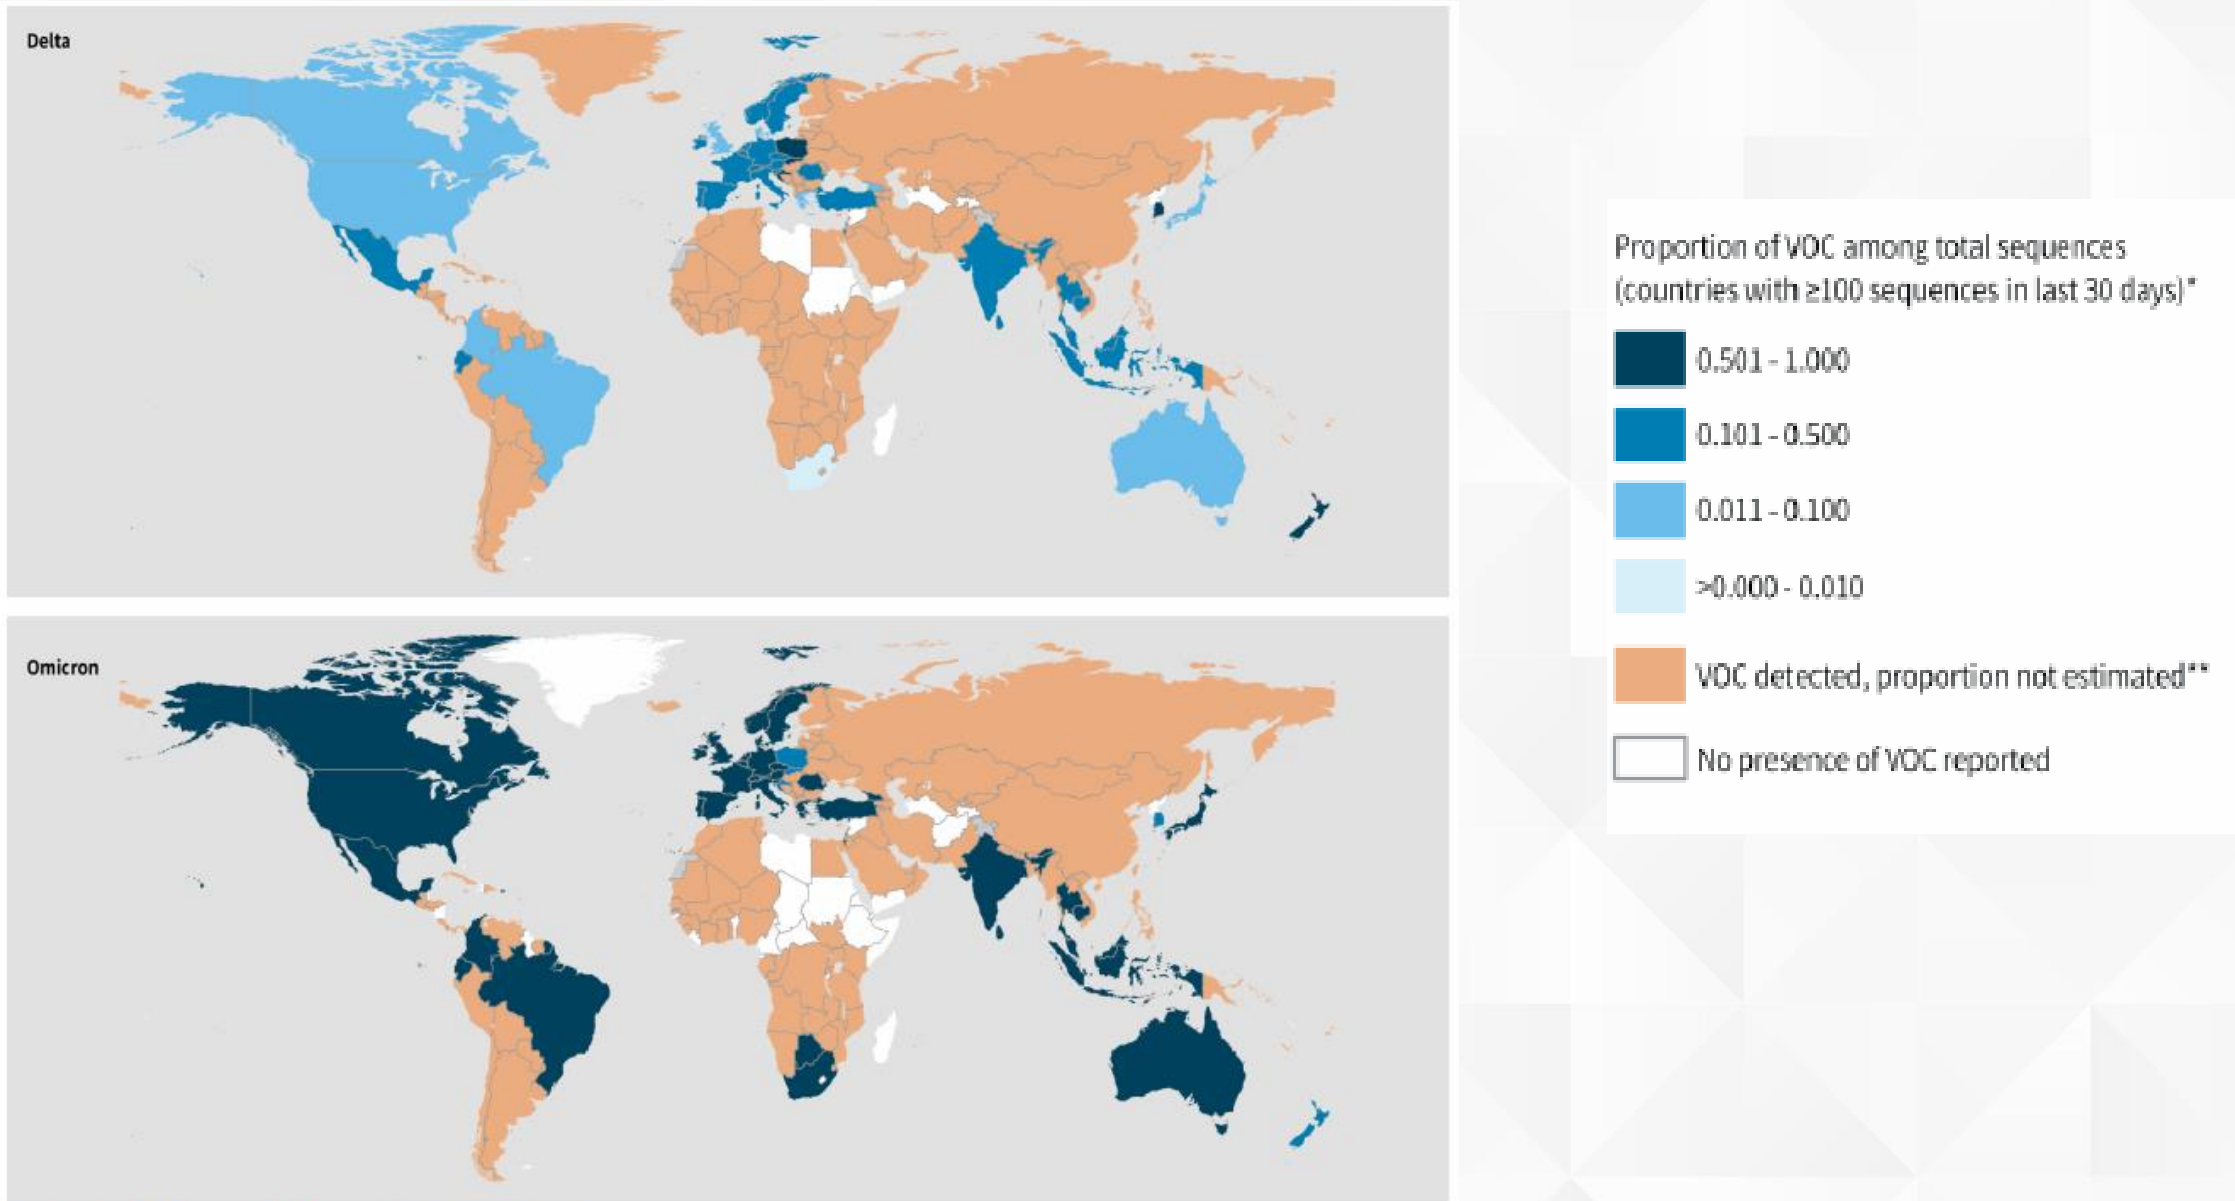 Delta
Omicron
Proportion of VOC among total sequences
(countries with ≥100 sequences in last 30 days)*
0.501 - 1.000
0.101 - 0.500
0.011 - 0.100
>0.000 - 0.010
VOC detected, proportion not estimated**
No presence of VOC reported